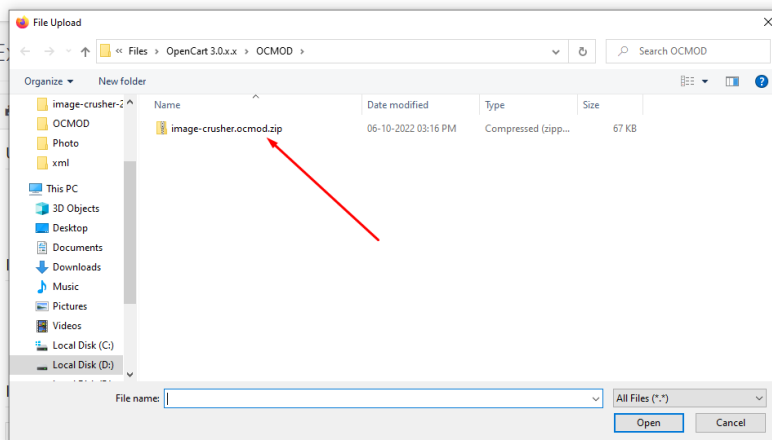 File Upload
Files > OpenCart 3.0.x.x > OCMOD >
Search OCMOD
Organize
New folder
Name Date modified Type Size
image-crusher.ocmod.zip 06-10-2022 03:16 PM Compressed (zipp... 67 KB
image-crusher-2
OCMOD
Photo
xml
This PC
3D Objects
Desktop
Documents
Downloads
Music
Pictures
Videos
Local Disk (C:)
Local Disk (D:)
File name:
All Files (*.*)
Open
Cancel